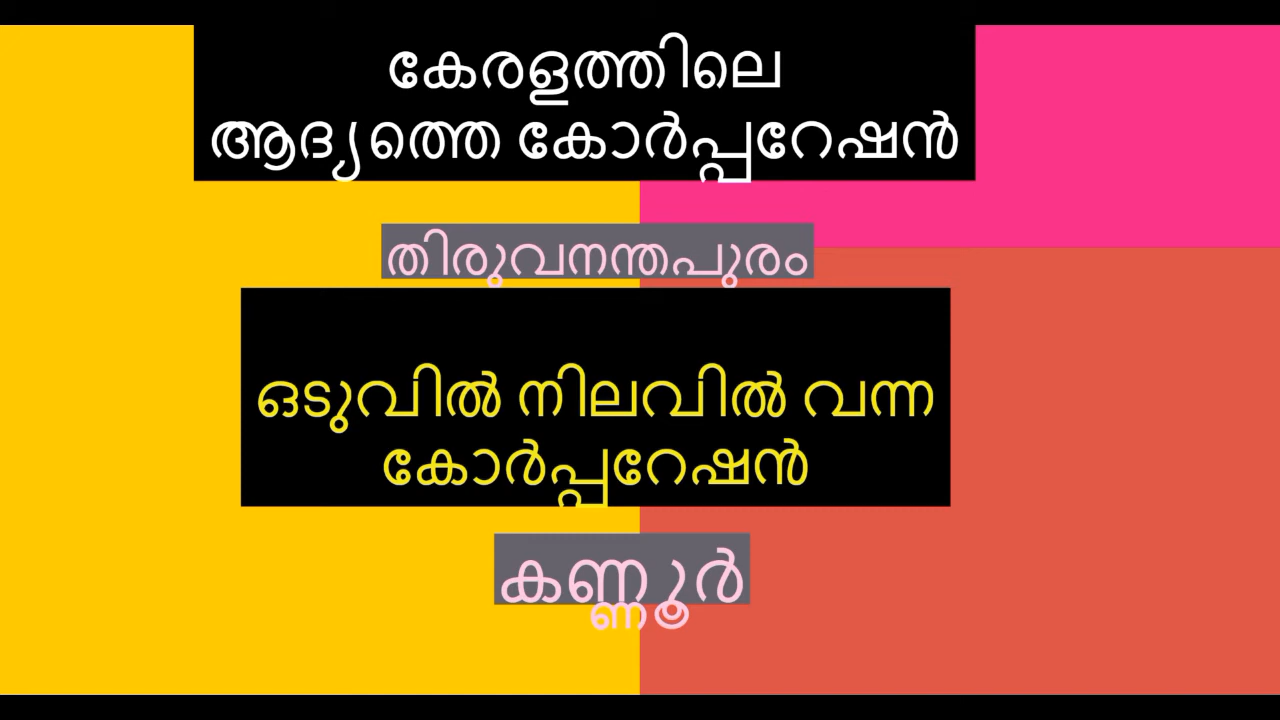 കേരളത്തിലെ
ആദ്യത്തെ കോർപ്പറേഷൻ
തിരുവനന്തപുരം
ഒടുവിൽ നിലവിൽ വന്ന
കോർപ്പറേഷൻ
കണ്ണൂർ